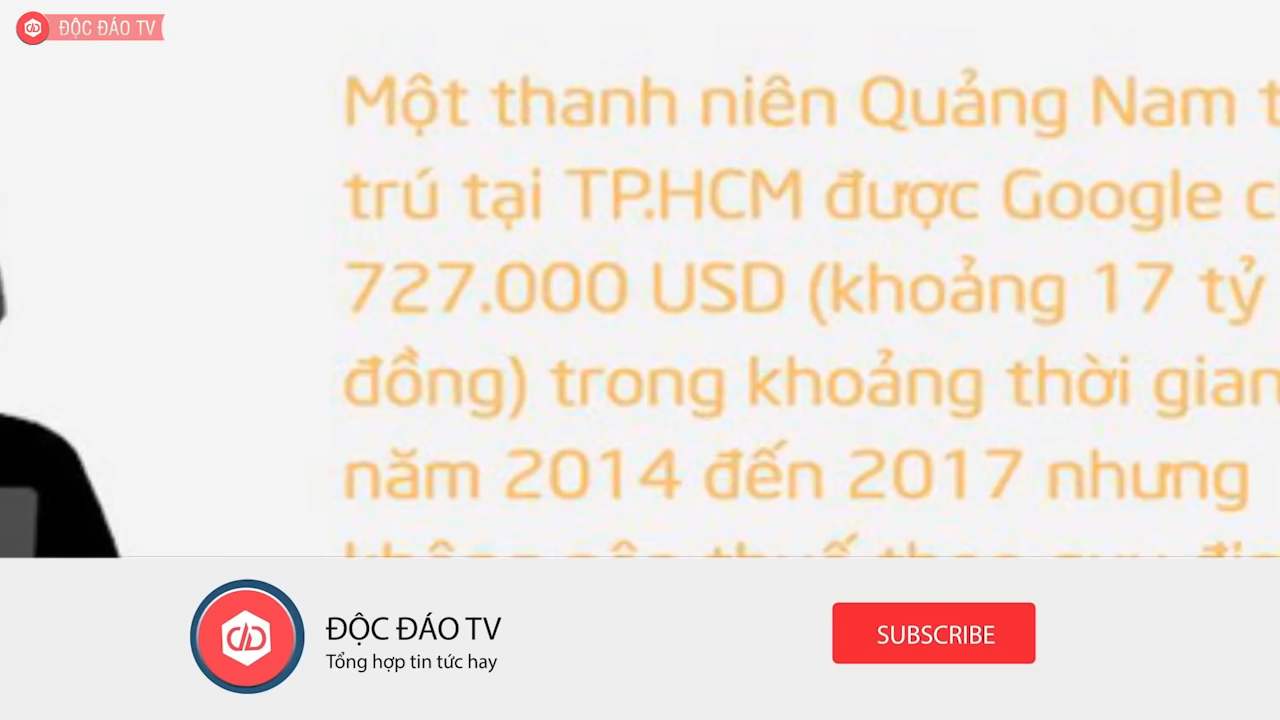 ĐỘC ĐÁO TV
Một thanh niên Quảng Nam
trú tại TP.HCM được Google
727.000 USD (khoảng 17 tỷ
đồng) trong khoảng thời gian
năm 2014 đến 2017 nhưng
ĐỘC ĐÁO TV
Tổng hợp tin tức hay
SUBSCRIBE